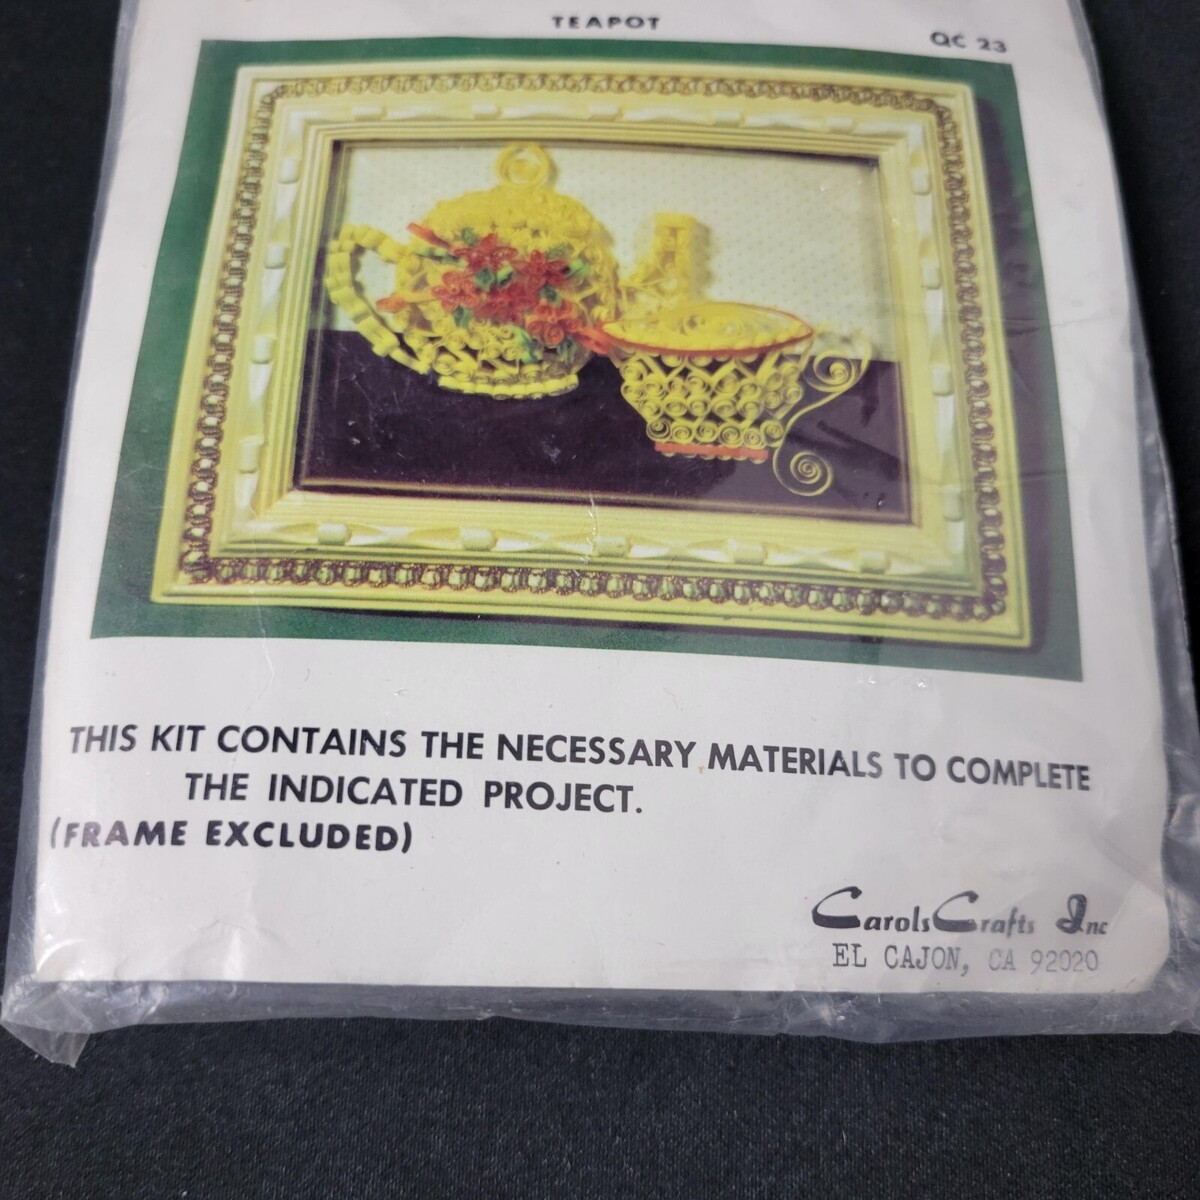 TEAPOT
QC 23
THIS KIT CONTAINS THE NECESSARY MATERIALS TO COMPLETE
THE INDICATED PROJECT.
(FRAME EXCLUDED)
CarolsCrafts Inc
EL CAJON, CA 92020